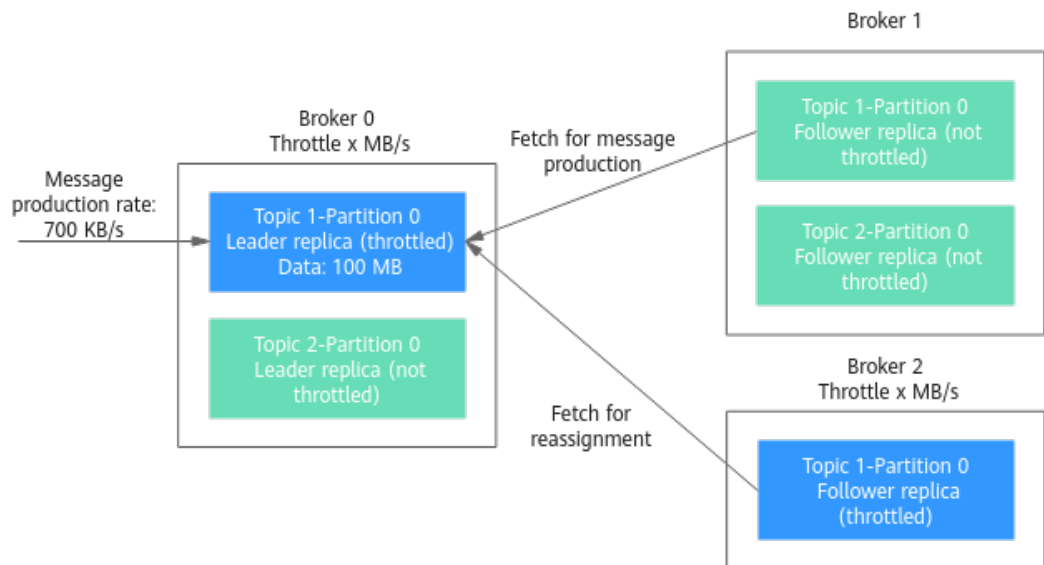 Message
production rate:
700 KB/s
Broker 0
Throttle x MB/s
Topic 1-Partition 0
Leader replica (throttled)
Data: 100 MB
Topic 2-Partition 0
Leader replica (not
throttled)
Fetch for message
production
Fetch for
reassignment
Broker 1
Topic 1-Partition 0
Follower replica (not
throttled)
Topic 2-Partition 0
Follower replica (not
throttled)
Broker 2
Throttle x MB/s
Topic 1-Partition 0
Follower replica
(throttled)